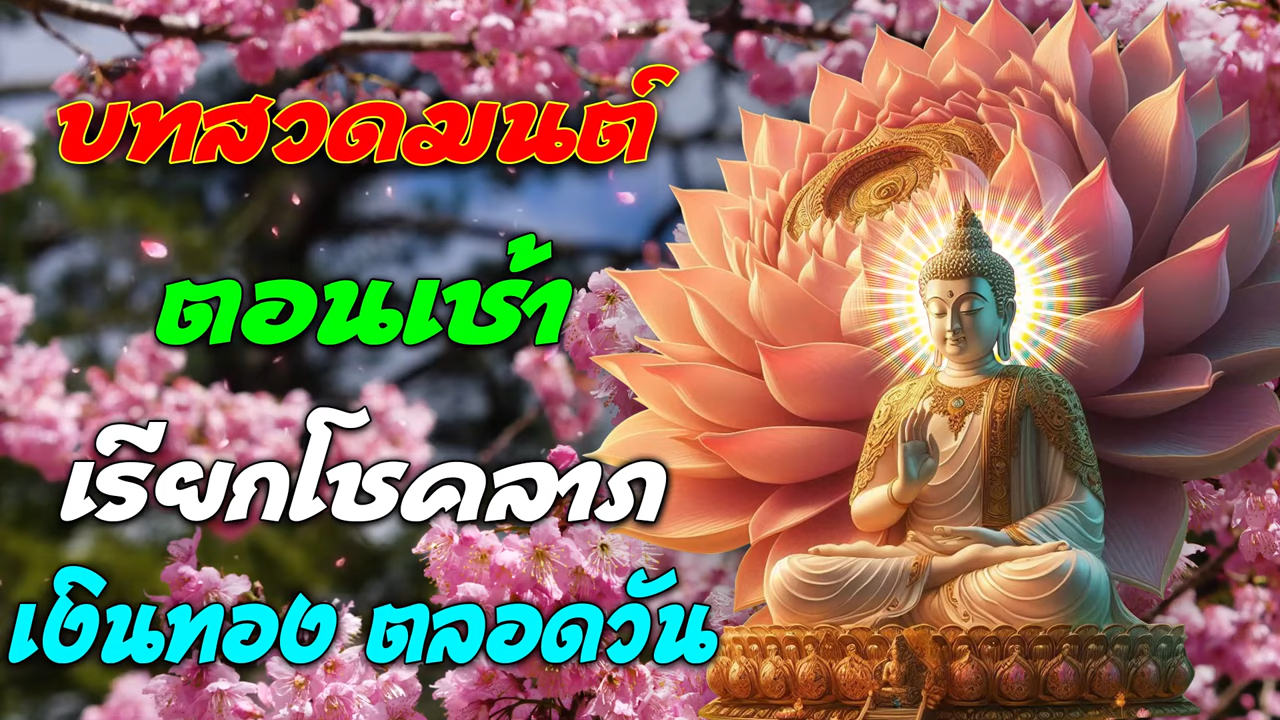 บทสวดมนต์
ตอนเช้า
เรียกโชคลาภ
เงินทอง ตลอดวัน